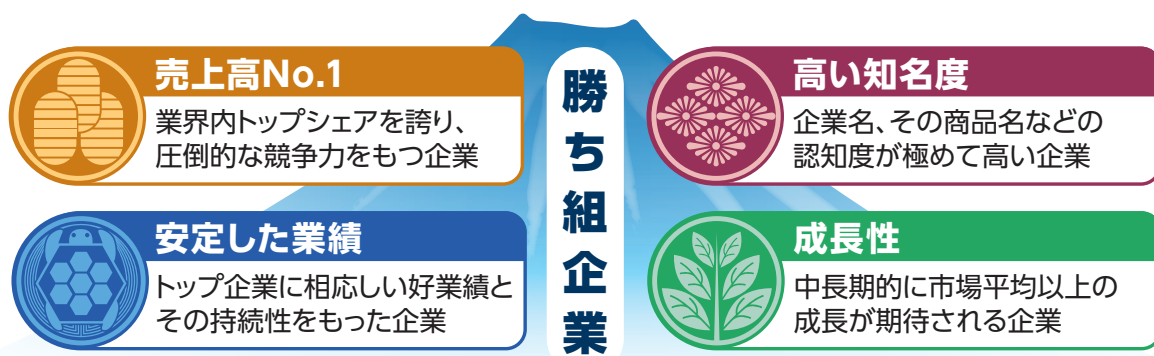 売上高No.1
業界内トップシェアを誇り、
圧倒的な競争力をもつ企業
安定した業績
トップ企業に相応しい好業績と
その持続性をもった企業
勝ち組企業
高い知名度
企業名、その商品名などの
認知度が極めて高い企業
成長性
中長期的に市場平均以上の
成長が期待される企業